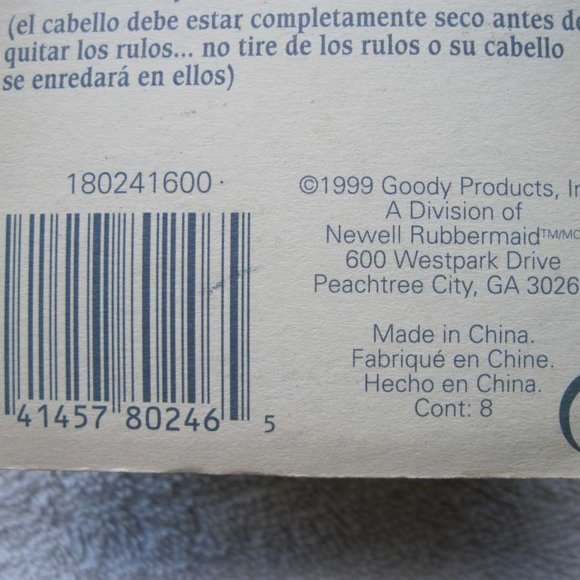 (el cabello debe estar completamente seco antes de
quitar los rulos... no tire de los rulos o su cabello
se enredará en ellos)
180241600
41457 80246 5
©1999 Goody Products, In
A Division of
Newell Rubbermaid™/MC
600 Westpark Drive
Peachtree City, GA 3026
Made in China.
Fabriqué en Chine.
Hecho en China.
Cont: 8